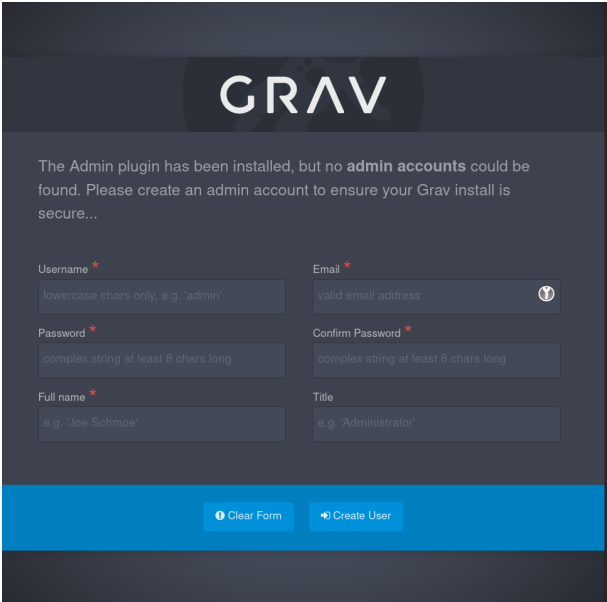 GRAV
The Admin plugin has been installed, but no admin accounts could be
found. Please create an admin account to ensure your Grav install is
secure...
Username *
Email *
lowercase chars only, e.g. 'admin'
valid email address
Password *
Confirm Password *
complex string at least 8 chars long
complex string at least 8 chars long
Full name *
Title
e.g. 'Joe Schmoe'
e.g. 'Administrator'
Clear Form
Create User